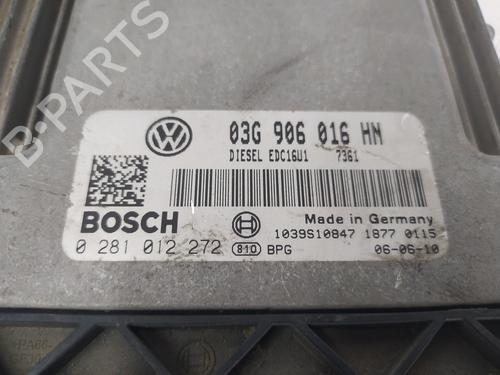 03G 906 016 HN
DIESEL EDC16U1 7361
BOSCH
Made in Germany
1039S10847 1877 0115
0 281 012 272 810 BPG 06-06-10
B-PARTS